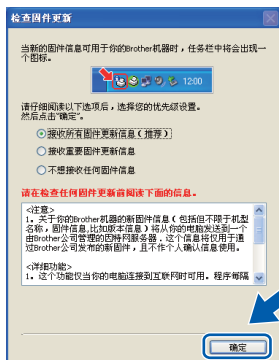 检查固件更新
当新的固件信息可用于你的Brother机器时，任务栏中将会出现一
个图标。
12:00
请仔细阅读以下选项后，选择您的优先级设置。
然后点击"确定"。
接收所有固件更新信息(推荐)
接收重要固件更新信息
不想接收任何固件信息
请在检查任何固件更新前阅读下面的信息。
<注意>
1。关于你的Brother机器的新固件信息(包括但不限于机型
名称，固件信息，比如版本信息)将从你的电脑发送到一个
由Brother公司管理的因特网服务器．这个信息将仅用于通
过Brother公司发布的新固件，且不作个人确认信息使用。
<详细功能>
1。这个功能仅当你的电脑连接到互联网时可用。程序每隔
确定